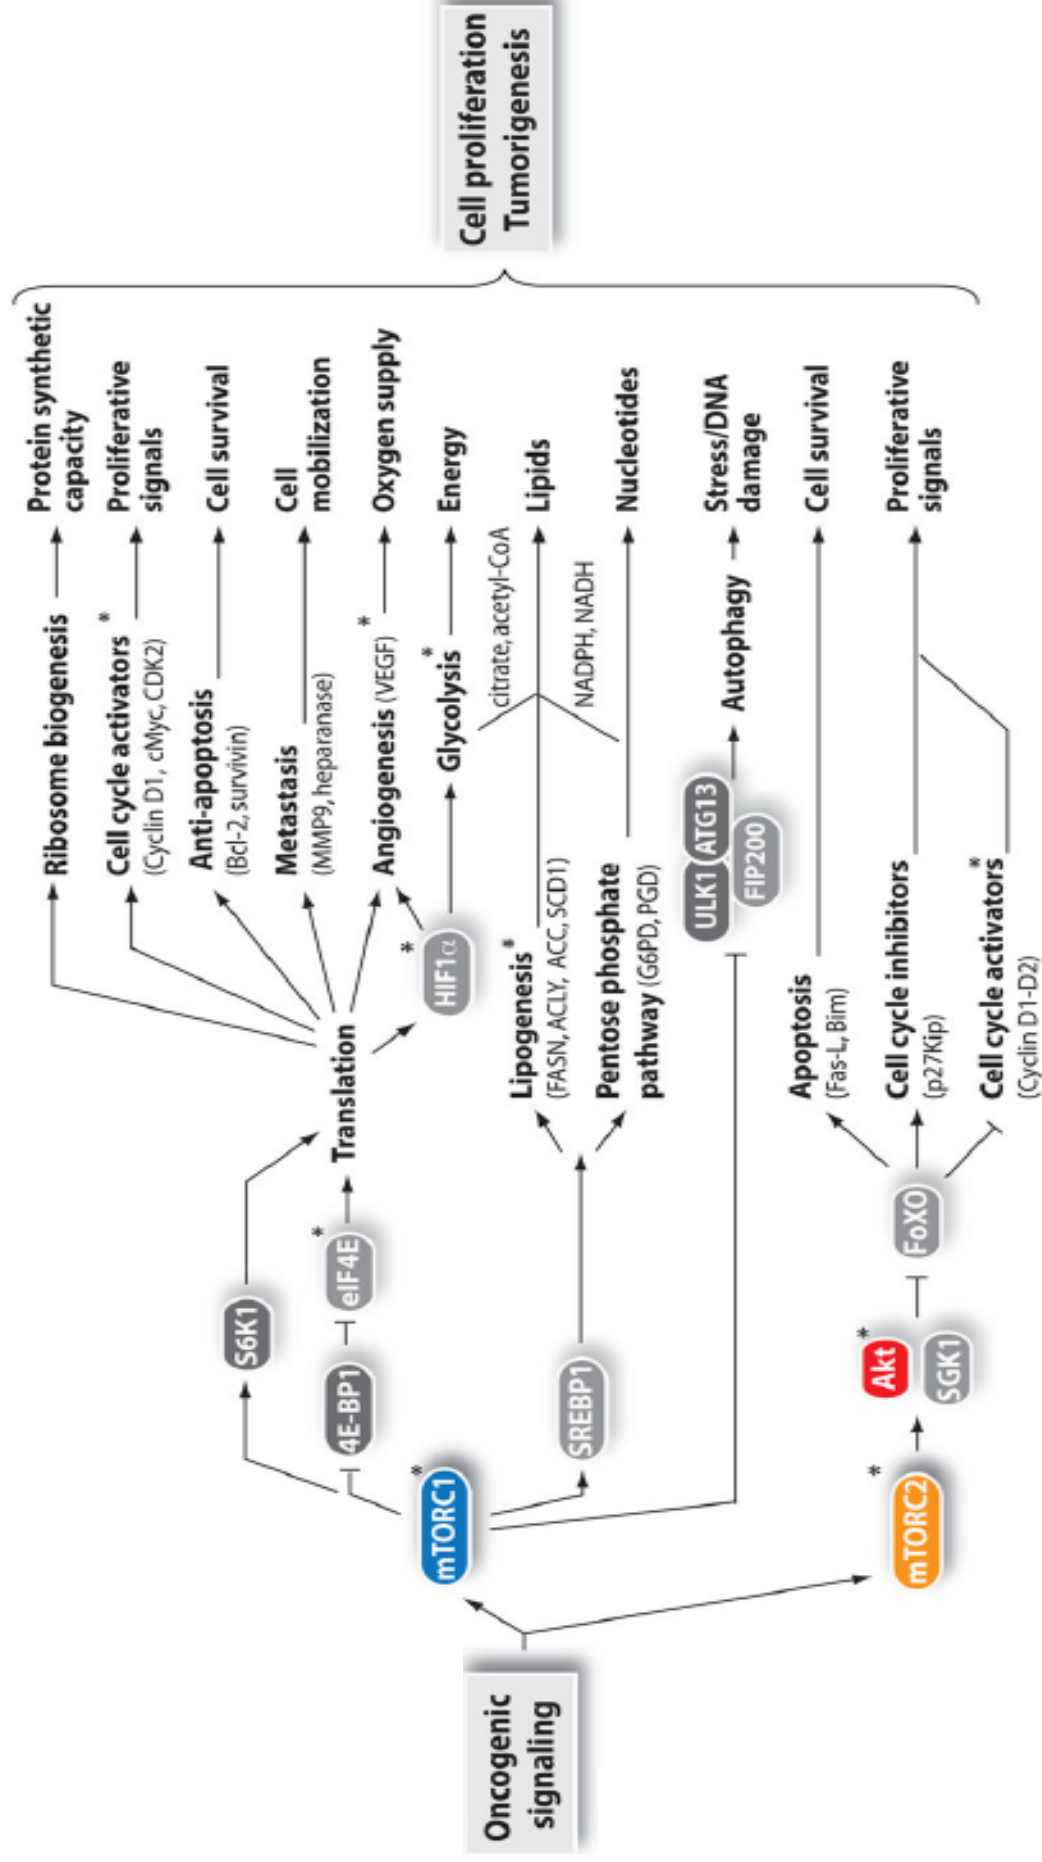 Oncogenic
signaling
mTORC1
*
mTORC2
*
S6K1
4E-BP1
eIF4E
*
SREBP1
Akt
*
SGK1
FoXO
Translation
HIF1α
*
Ribosome biogenesis
Cell cycle activators *
(Cyclin D1, cMyc, CDK2)
Anti-apoptosis
(Bcl-2, survivin)
Metastasis
(MMP9, heparanase)
Angiogenesis (VEGF) *
Glycolysis *
citrate, acetyl-CoA
Lipogenesis *
(FASN, ACLY, ACC, SCD1)
NADPH, NADH
Pentose phosphate
pathway (G6PD, PGD)
ULK1 ATG13
FIP200
Autophagy
Apoptosis
(Fas-L, Bim)
Cell cycle inhibitors
(p27Kip)
Cell cycle activators *
(Cyclin D1-D2)
Protein synthetic
capacity
Proliferative
signals
Cell survival
Cell
mobilization
Oxygen supply
Energy
Lipids
Nucleotides
Stress/DNA
damage
Cell survival
Proliferative
signals
Cell proliferation
Tumorigenesis